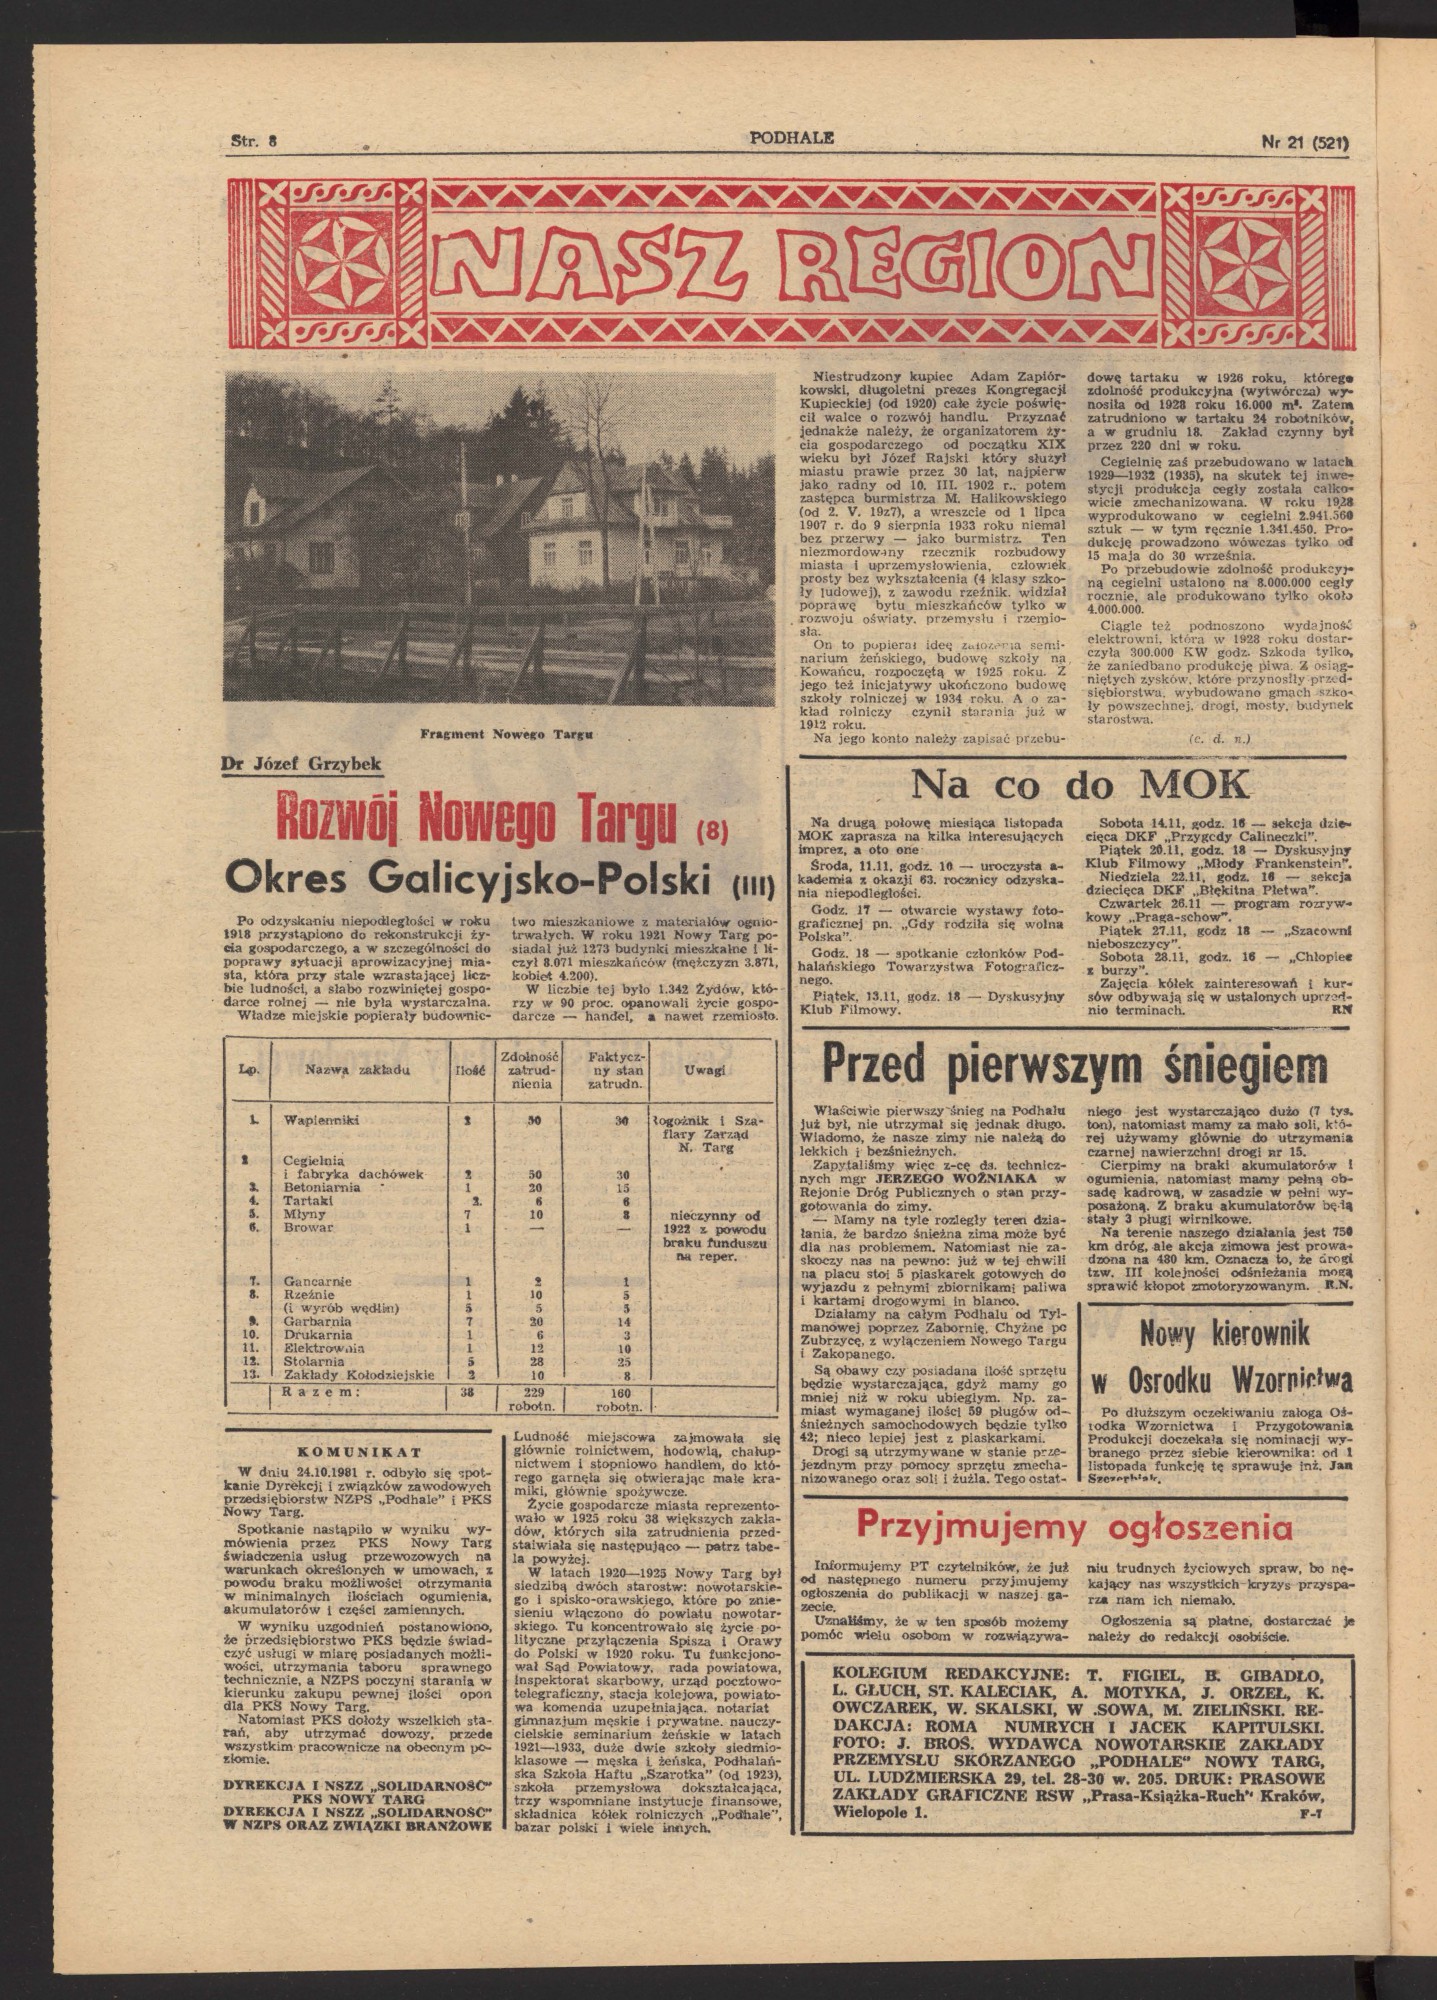 Str. 8
PODHALE
Nr 21 (521)
NASZ REGION
Fragment Nowego Targu
Dr Józef Grzybek
Rozwój Nowego Targu (8)
Okres Galicyjsko-Polski (III)
Po odzyskaniu niepodległości w roku
1918 przystąpiono do rekonstrukcji ży-
cia gospodarczego, a w szczególności do
poprawy sytuacji aprowizacyjnej mia-
sta, która przy stale wzrastającej licz-
bie ludności, a słabo rozwiniętej gospo-
darce rolnej — nie była wystarczalna.
Władze miejskie popierały budownic-
two mieszkaniowe z materiałów ognio-
trwałych. W roku 1921 Nowy Targ po-
siadał już 1273 budynki mieszkalne i li-
czył 8.071 mieszkańców (mężczyzn 3.871,
kobiet 4.200).
W liczbie tej było 1.342 Żydów, któ-
rzy w 90 proc. opanowali życie gospo-
darcze — handel, a nawet rzemiosło.
Lp. Nazwa zakładu Ilość Zdolność zatrud-nienia Faktycz-ny stan zatrudn. Uwagi
1. Wapienniki 2 50 30 Rogoźnik i Sza-
flary Zarząd
N. Targ
2 Cegielnia
i fabryka dachówek 2 50 30
3. Betoniarnia 1 20 15
4. Tartaki 2. 6 6
5. Młyny 7 10 8 nieczynny od
6. Browar 1 — — 1922 z powodu
braku funduszu
na reper.
7. Gancarnie 1 2 1
8. Rzeźnie 1 10 5
(i wyrób wędlin) 5 5 5
9. Garbarnia 7 20 14
10. Drukarnia 1 6 3
11. Elektrownia 1 12 10
12. Stolarnia 5 28 25
13. Zakłady Kołodziejskie 2 10 8
Razem: 38 229 160
robotn. robotn.
KOMUNIKAT
W dniu 24.10.1981 r. odbyło się spot-
kanie Dyrekcji i związków zawodowych
przedsiębiorstw NZPS „Podhale" i PKS
Nowy Targ.
Spotkanie nastąpiło w wyniku wy-
mówienia przez PKS Nowy Targ
świadczenia usług przewozowych na
warunkach określonych w umowach, z
powodu braku możliwości otrzymania
w minimalnych ilościach ogumienia,
akumulatorów i części zamiennych.
W wyniku uzgodnień postanowiono,
że przedsiębiorstwo PKS będzie świad-
czyć usługi w miarę posiadanych możli-
wości, utrzymania taboru sprawnego
technicznie, a NZPS poczyni starania w
kierunku zakupu pewnej ilości opon
dla PKS Nowy Targ.
Natomiast PKS dołoży wszelkich sta-
rań, aby utrzymać dowozy, przede
wszystkim pracownicze na obecnym po-
ziomie.
DYREKCJA I NSZZ „SOLIDARNOŚĆ"
PKS NOWY TARG
DYREKCJA I NSZZ „SOLIDARNOŚĆ"
W NZPS ORAZ ZWIĄZKI BRANŻOWE
Ludność miejscowa zajmowała się
głównie rolnictwem, hodowlą, chałup-
nictwem i stopniowo handlem, do któ-
rego garnęła się otwierając małe kra-
miki, głównie spożywcze.
Życie gospodarcze miasta reprezento-
wało w 1925 roku 38 większych zakła-
dów, których siła zatrudnienia przed-
stalwiała się następująco — patrz tabe-
la powyżej.
W latach 1920—1925 Nowy Targ był
siedzibą dwóch starostw: nowotarskie-
go i spisko-orawskiego, które po znie-
sieniu włączono do powiatu nowotar-
skiego. Tu koncentrowało się życie po-
lityczne przyłączenia Spisza i Orawy
do Polski w 1920 roku. Tu funkcjono-
wał Sąd Powiatowy, rada powiatowa,
inspektorat skarbowy, urząd pocztowo-
telegraficzny, stacja kolejowa, powiato-
wa komenda uzupełniająca. notariat
gimnazjum męskie i prywatne. nauczy-
cielskie seminarium żeńskie w latach
1921—1933, duże dwie szkoły siedmio-
klasowe — męska i żeńska, Podhalań-
ska Szkoła Haftu „Szarotka" (od 1923),
szkoła przemysłowa dokształcająca,
trzy wspomniane instytucje finansowe,
składnica kółek rolniczych „Podhale",
bazar polski i wiele innych.
Niestrudzony kupiec Adam Zapiór-
kowski, długoletni prezes Kongregacji
Kupieckiej (od 1920) całe życie poświę-
cił walce o rozwój handlu. Przyznać
jednakże należy, że organizatorem ży-
cia gospodarczego od początku XIX
wieku był Józef Rajski który służył
miastu prawie przez 30 lat, najpierw
jako radny od 10. III. 1902 r., potem
zastępca burmistrza M. Halikowskiego
(od 2. V. 19z7), a wreszcie od 1 lipca
1907 r. do 9 sierpnia 1933 roku niemal
bez przerwy — jako burmistrz. Ten
niezmordowany rzecznik rozbudowy
miasta i uprzemysłowienia, człowiek
prosty bez wykształcenia (4 klasy szko-
ły ludowej), z zawodu rzeźnik. widział
poprawę bytu mieszkańców tylko w
rozwoju oświaty, przemysłu i rzemio-
sła.
On to popierał ideę założenia semi-
narium żeńskiego, budowę szkoły na
Kowańcu, rozpoczętą w 1925 roku. Z
jego też inicjatywy ukończono budowę
szkoły rolniczej w 1934 roku. A o za-
kład rolniczy czynił starania już w
1912 roku.
Na jego konto należy zapisać przebu-
dowę tartaku w 1926 roku, którego
zdolność produkcyjna (wytwórcza) wy-
nosiła od 1928 roku 16.000 m³. Zatem
zatrudniono w tartaku 24 robotników,
a w grudniu 18. Zakład czynny był
przez 220 dni w roku.
Cegielnię zaś przebudowano w latach
1929—1932 (1935), na skutek tej inwe-
stycji produkcja cegły została całko-
wicie zmechanizowana. W roku 1928
wyprodukowano w cegielni 2.941.560
sztuk — w tym ręcznie 1.341.450. Pro-
dukcję prowadzono wówczas tylko od
15 maja do 30 września.
Po przebudowie zdolność produkcyj-
ną cegielni ustalono na 8.000.000 cegły
rocznie, ale produkowano tylko około
4.000.000.
Ciągle też podnoszono wydajność
elektrowni, która w 1928 roku dostar-
czyła 300.000 KW godz. Szkoda tylko,
że zaniedbano produkcję piwa. Z osiąg-
niętych zysków, które przynosiły przed-
siębiorstwa, wybudowano gmach szko-
ły powszechnej, drogi, mosty, budynek
starostwa.
(c. d. n.)
Na co do MOK
Na drugą połowę miesiąca listopada
MOK zaprasza na kilka interesujących
imprez, a oto one
Środa, 11.11, godz. 16 — uroczysta a-
kademia z okazji 63. rocznicy odzyska-
nia niepodległości.
Godz. 17 — otwarcie wystawy foto-
graficznej pn. „Gdy rodziła się wolna
Polska".
Godz. 18 — spotkanie członków Pod-
halańskiego Towarzystwa Fotograficz-
nego.
Piątek, 13.11, godz. 18 — Dyskusyjny
Klub Filmowy.
Sobota 14.11, godz. 16 — sekcja dzie-
cięca DKF „Przygody Calineczki".
Piątek 20.11, godz. 18 — Dyskusyjny
Klub Filmowy „Młody Frankenstein".
Niedziela 22.11, godz. 16 — sekcja
dziecięca DKF „Błękitna Płetwa".
Czwartek 26.11 — program rozryw-
kowy „Praga-schow".
Piątek 27.11, godz 18 — „Szacowni
nieboszczycy".
Sobota 28.11, godz. 16 — „Chłopiec
z burzy".
Zajęcia kółek zainteresowań i kur-
sów odbywają się w ustalonych uprzed-
nio terminach. RN
Przed pierwszym śniegiem
Właściwie pierwszy śnieg na Podhalu
już był, nie utrzymał się jednak długo.
Wiadomo, że nasze zimy nie należą do
lekkich i bezśnieżnych.
Zapytaliśmy więc z-cę ds. technicz-
nych mgr JERZEGO WOŹNIAKA w
Rejonie Dróg Publicznych o stan przy-
gotowania do zimy.
— Mamy na tyle rozległy teren dzia-
łania, że bardzo śnieżna zima może być
dla nas problemem. Natomiast nie za-
skoczy nas na pewno: już w tej chwili
na placu stoi 5 piaskarek gotowych do
wyjazdu z pełnymi zbiornikami paliwa
i kartami drogowymi in blanco.
Działamy na całym Podhalu od Tyl-
manowej poprzez Zabornię, Chyżne po
Zubrzycę, z wyłączeniem Nowego Targu
i Zakopanego.
Są obawy czy posiadana ilość sprzętu
będzie wystarczająca, gdyż mamy go
mniej niż w roku ubiegłym. Np. za-
miast wymaganej ilości 59 pługów od-
śnieżnych samochodowych będzie tylko
42; nieco lepiej jest z piaskarkami.
Drogi są utrzymywane w stanie prze-
jezdnym przy pomocy sprzętu zmecha-
nizowanego oraz soli i żużla. Tego ostat-
niego jest wystarczająco dużo (7 tys.
ton), natomiast mamy za mało soli, któ-
rej używamy głównie do utrzymania
czarnej nawierzchni drogi nr 15.
Cierpimy na braki akumulatorów i
ogumienia, natomiast mamy pełną ob-
sadę kadrową, w zasadzie w pełni wy-
posażoną. Z braku akumulatorów będą
stały 3 pługi wirnikowe.
Na terenie naszego działania jest 750
km dróg, ale akcja zimowa jest prowa-
dzona na 480 km. Oznacza to, że drogi
tzw. III kolejności odśnieżania mogą
sprawić kłopot zmotoryzowanym. R.N.
Nowy kierownik
w Osrodku Wzornictwa
Po dłuższym oczekiwaniu załoga Oś-
rodka Wzornictwa i Przygotowania
Produkcji doczekała się nominacji wy-
branego przez siebie kierownika: od 1
listopada funkcję tę sprawuje inż. Jan
Szczerbiak.
Przyjmujemy ogłoszenia
Informujemy PT czytelników, że już
od następnego numeru przyjmujemy
ogłoszenia do publikacji w naszej ga-
zecie.
Uznaliśmy, że w ten sposób możemy
pomóc wielu osobom w rozwiązywa-
niu trudnych życiowych spraw, bo nę-
kający nas wszystkich kryzys przyspa-
rza nam ich niemało.
Ogłoszenia są płatne, dostarczać je
należy do redakcji osobiście.
KOLEGIUM REDAKCYJNE: T. FIGIEL, B. GIBADŁO,
L. GŁUCH, ST. KALECIAK, A. MOTYKA, J. ORZEŁ, K.
OWCZAREK, W. SKALSKI, W .SOWA, M. ZIELIŃSKI. RE-
DAKCJA: ROMA NUMRYCH I JACEK KAPITULSKI.
FOTO: J. BROŚ. WYDAWCA NOWOTARSKIE ZAKŁADY
PRZEMYSŁU SKÓRZANEGO „PODHALE" NOWY TARG,
UL. LUDŹMIERSKA 29, tel. 28-30 w. 205. DRUK: PRASOWE
ZAKŁADY GRAFICZNE RSW „Prasa-Książka-Ruch" Kraków,
Wielopole 1. F-7